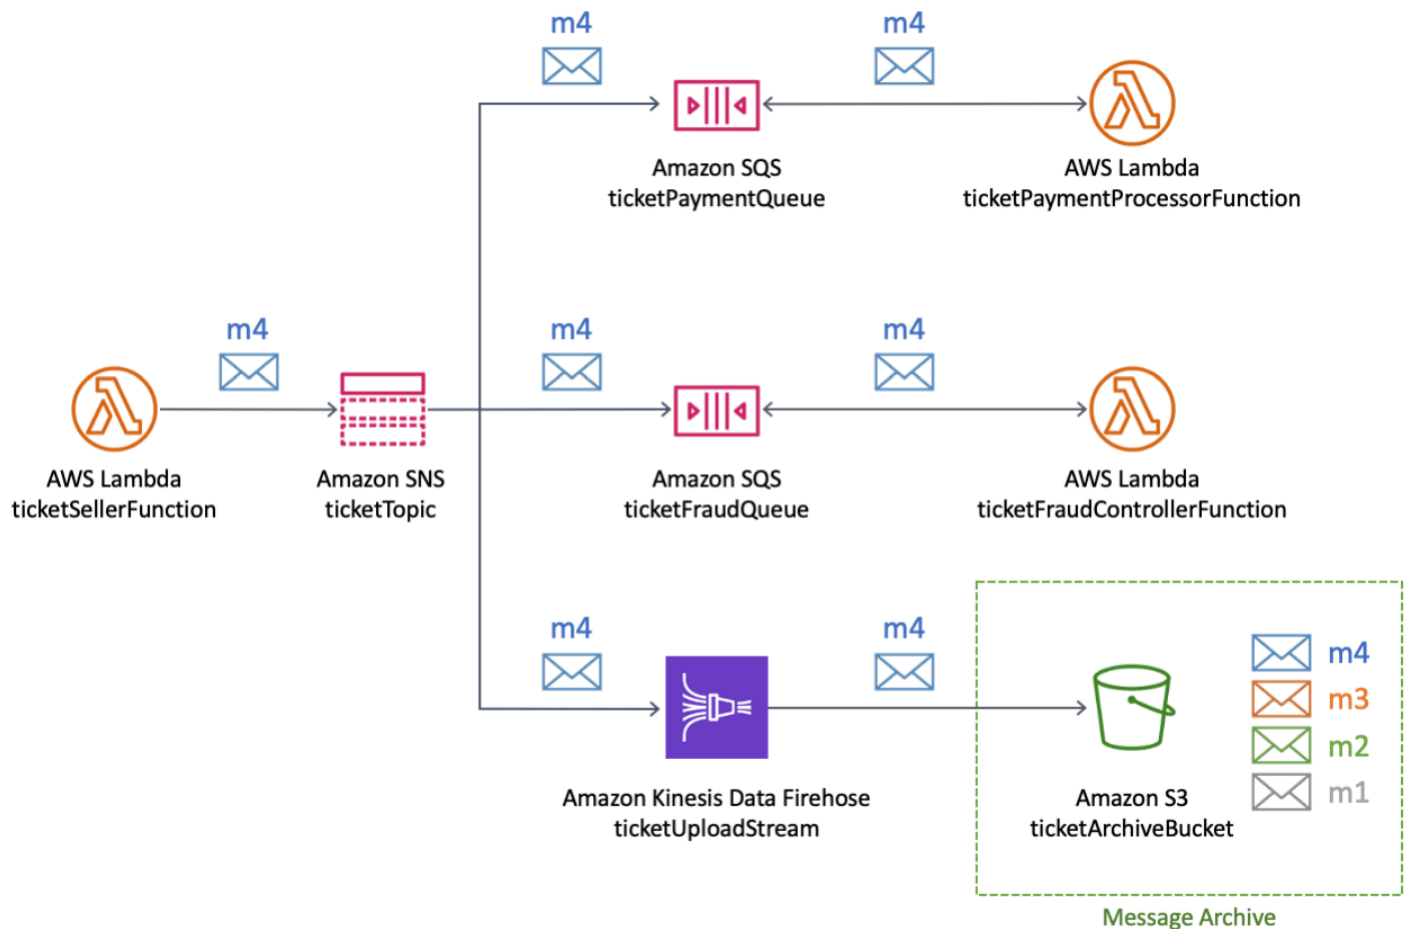 m4
m4
Amazon SQS
ticketPaymentQueue
AWS Lambda
ticketPaymentProcessorFunction
m4
m4
m4
AWS Lambda
ticketSellerFunction
Amazon SNS
ticketTopic
Amazon SQS
ticketFraudQueue
AWS Lambda
ticketFraudControllerFunction
m4
m4
m4
m3
m2
m1
Amazon Kinesis Data Firehose
ticketUploadStream
Amazon S3
ticketArchiveBucket
Message Archive